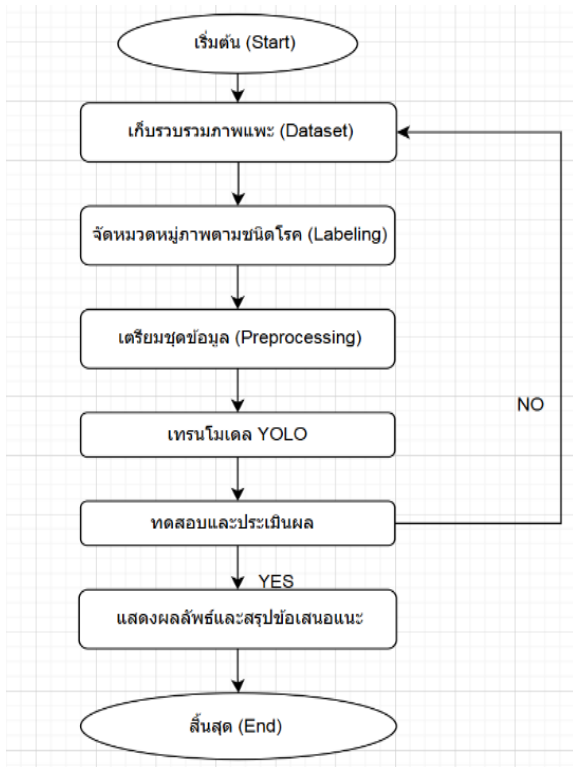 เริ่มต้น (Start)
เก็บรวบรวมภาพแพะ (Dataset)
จัดหมวดหมู่ภาพตามชนิดโรค (Labeling)
เตรียมชุดข้อมูล (Preprocessing)
NO
เทรนโมเดล YOLO
ทดสอบและประเมินผล
YES
แสดงผลลัพธ์และสรุปข้อเสนอแนะ
สิ้นสุด (End)